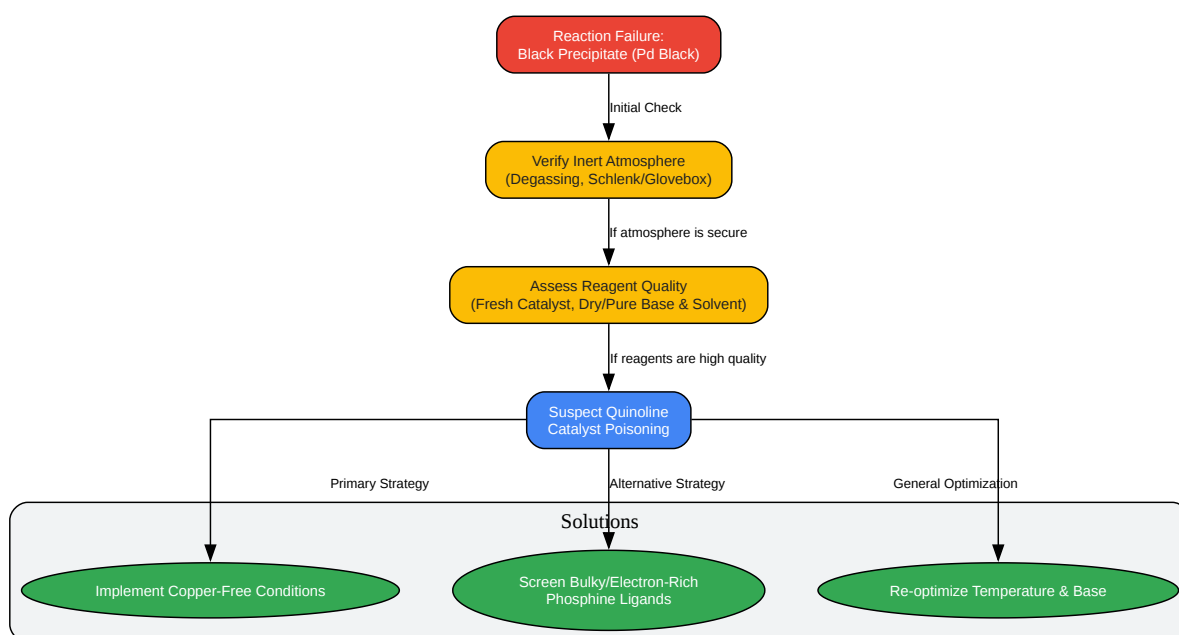 Reaction Failure:
Black Precipitate (Pd Black)
Initial Check
Verify Inert Atmosphere
(Degassing, Schlenk/Glovebox)
If atmosphere is secure
Assess Reagent Quality
(Fresh Catalyst, Dry/Pure Base & Solvent)
If reagents are high quality
Suspect Quinoline
Catalyst Poisoning
Primary Strategy
Alternative Strategy
General Optimization
Solutions
Implement Copper-Free Conditions
Screen Bulky/Electron-Rich
Phosphine Ligands
Re-optimize Temperature & Base